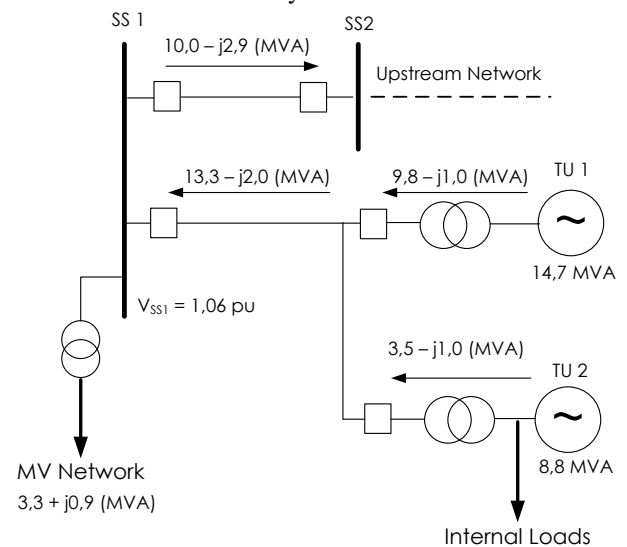 SS 1
SS2
10,0 – j2,9 (MVA)
Upstream Network
13,3 – j2,0 (MVA)
9,8 – j1,0 (MVA)
TU 1
~
14,7 MVA
V_SS1 = 1,06 pu
3,5 – j1,0 (MVA)
TU 2
~
8,8 MVA
MV Network
3,3 + j0,9 (MVA)
Internal Loads